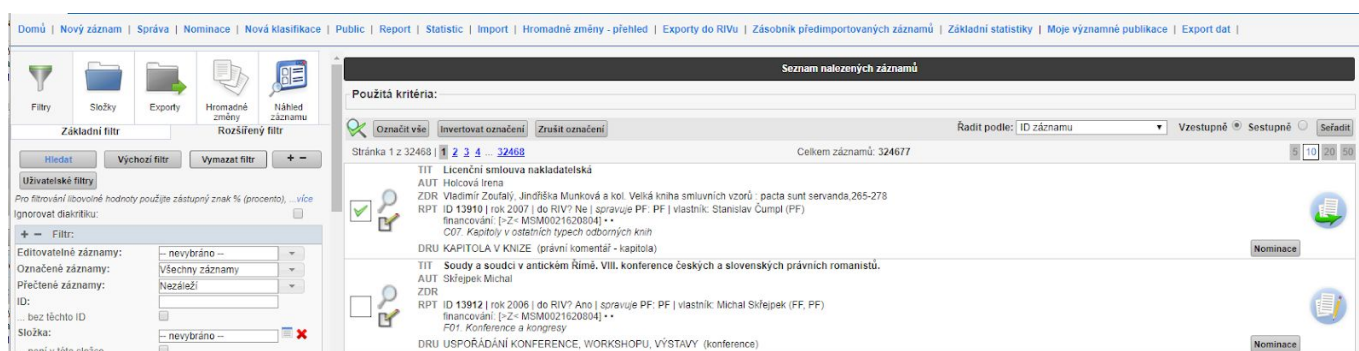 Domů | Nový záznam | Správa | Nominace | Nová klasifikace | Public | Report | Statistic | Import | Hromadné změny - přehled | Exporty do RIVu | Zásobník předimportovaných záznamů | Základní statistiky | Moje významné publikace | Export dat |
Filtry
Složky
Exporty
Hromadné změny
Náhled záznamu
Základní filtr
Rozšířený filtr
Hledat
Výchozí filtr
Vymazat filtr
+ −
Uživatelské filtry
Pro filtrování libovolné hodnoty použijte zástupný znak % (procento), ...více
Ignorovat diakritiku:
+ − Filtr:
Editovatelné záznamy: -- nevybráno --
Označené záznamy: Všechny záznamy
Přečtené záznamy: Nezáleží
ID:
... bez těchto ID
Složka: -- nevybráno --
... není v této složce
Seznam nalezených záznamů
Použitá kritéria:
Označit vše
Invertovat označení
Zrušit označení
Řadit podle: ID záznamu
Vzestupně
Sestupně
Seřadit
Stránka 1 z 32468 | 1 2 3 4 ... 32468
Celkem záznamů: 324677
5 10 20 50
TIT Licenční smlouva nakladatelská
AUT Holcová Irena
ZDR Vladimír Zoufalý, Jindřiška Munková a kol. Velká kniha smluvních vzorů : pacta sunt servanda,265-278
RPT ID 13910 | rok 2007 | do RIV? Ne | spravuje PF: PF | vlastník: Stanislav Čumpl (PF)
financování: [>Z< MSM0021620804] • •
C07. Kapitoly v ostatních typech odborných knih
DRU KAPITOLA V KNIZE (právní komentář - kapitola)
Nominace
TIT Soudy a soudci v antickém Římě. VIII. konference českých a slovenských právních romanistů.
AUT Skřejpek Michal
ZDR
RPT ID 13912 | rok 2006 | do RIV? Ano | spravuje PF: PF | vlastník: Michal Skřejpek (FF, PF)
financování: [>Z< MSM0021620804] • •
F01. Konference a kongresy
DRU USPOŘÁDÁNÍ KONFERENCE, WORKSHOPU, VÝSTAVY (konference)
Nominace